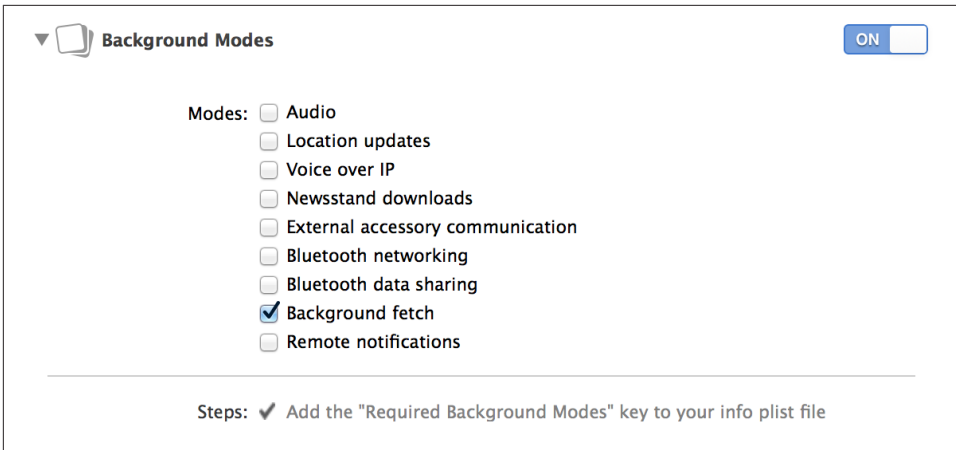 Background Modes
ON
Modes: Audio
Location updates
Voice over IP
Newsstand downloads
External accessory communication
Bluetooth networking
Bluetooth data sharing
Background fetch
Remote notifications
Steps: ✔ Add the "Required Background Modes" key to your info plist file